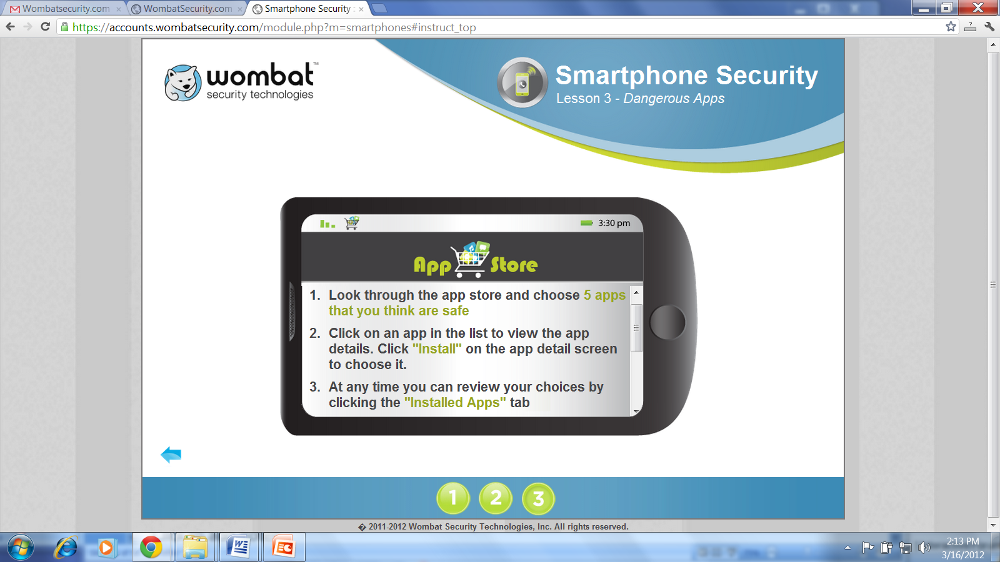 Wombatsecurity.com
WombatSecurity.com
Smartphone Security :
https://accounts.wombatsecurity.com/module.php?m=smartphones#instruct_top
wombat™
security technologies
Smartphone Security
Lesson 3 - Dangerous Apps
3:30 pm
App Store
1. Look through the app store and choose 5 apps
that you think are safe
2. Click on an app in the list to view the app
details. Click "Install" on the app detail screen
to choose it.
3. At any time you can review your choices by
clicking the "Installed Apps" tab
1 2 3
� 2011-2012 Wombat Security Technologies, Inc. All rights reserved.
2:13 PM
3/16/2012